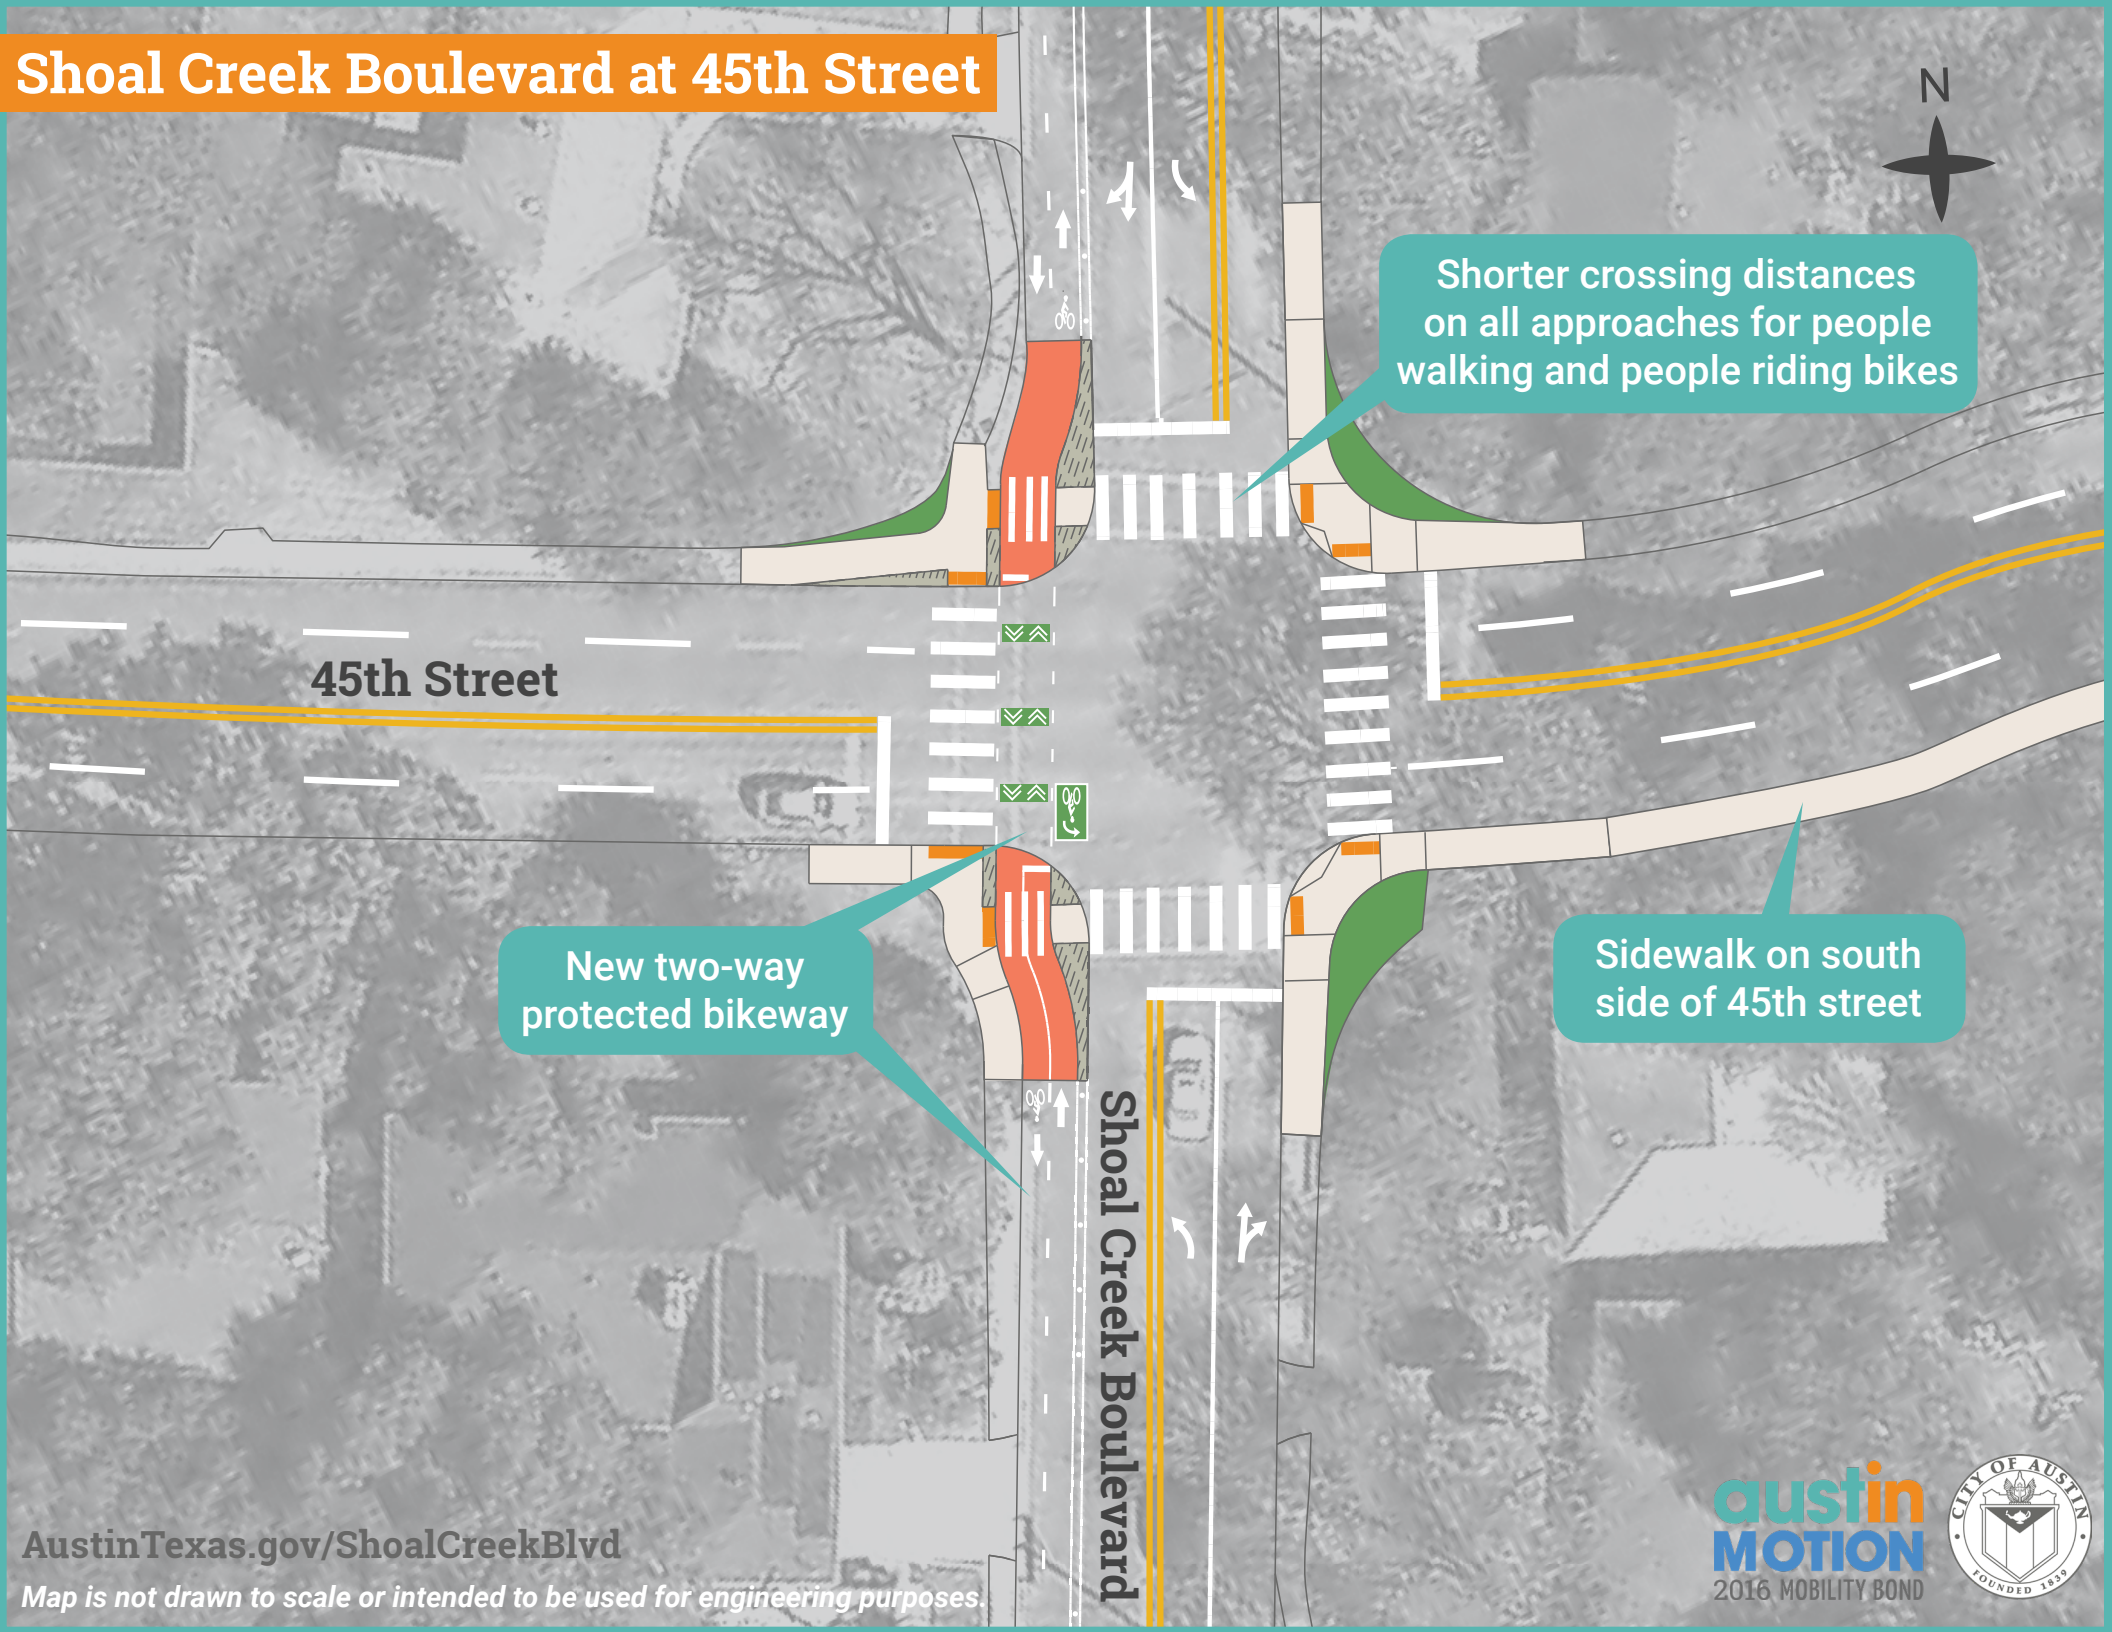 Shoal Creek Boulevard at 45th Street
N
Shorter crossing distances
on all approaches for people
walking and people riding bikes
45th Street
New two-way
protected bikeway
Sidewalk on south
side of 45th street
Shoal Creek Boulevard
AustinTexas.gov/ShoalCreekBlvd
Map is not drawn to scale or intended to be used for engineering purposes.
austin
MOTION
2016 MOBILITY BOND
CITY OF AUSTIN
FOUNDED 1839